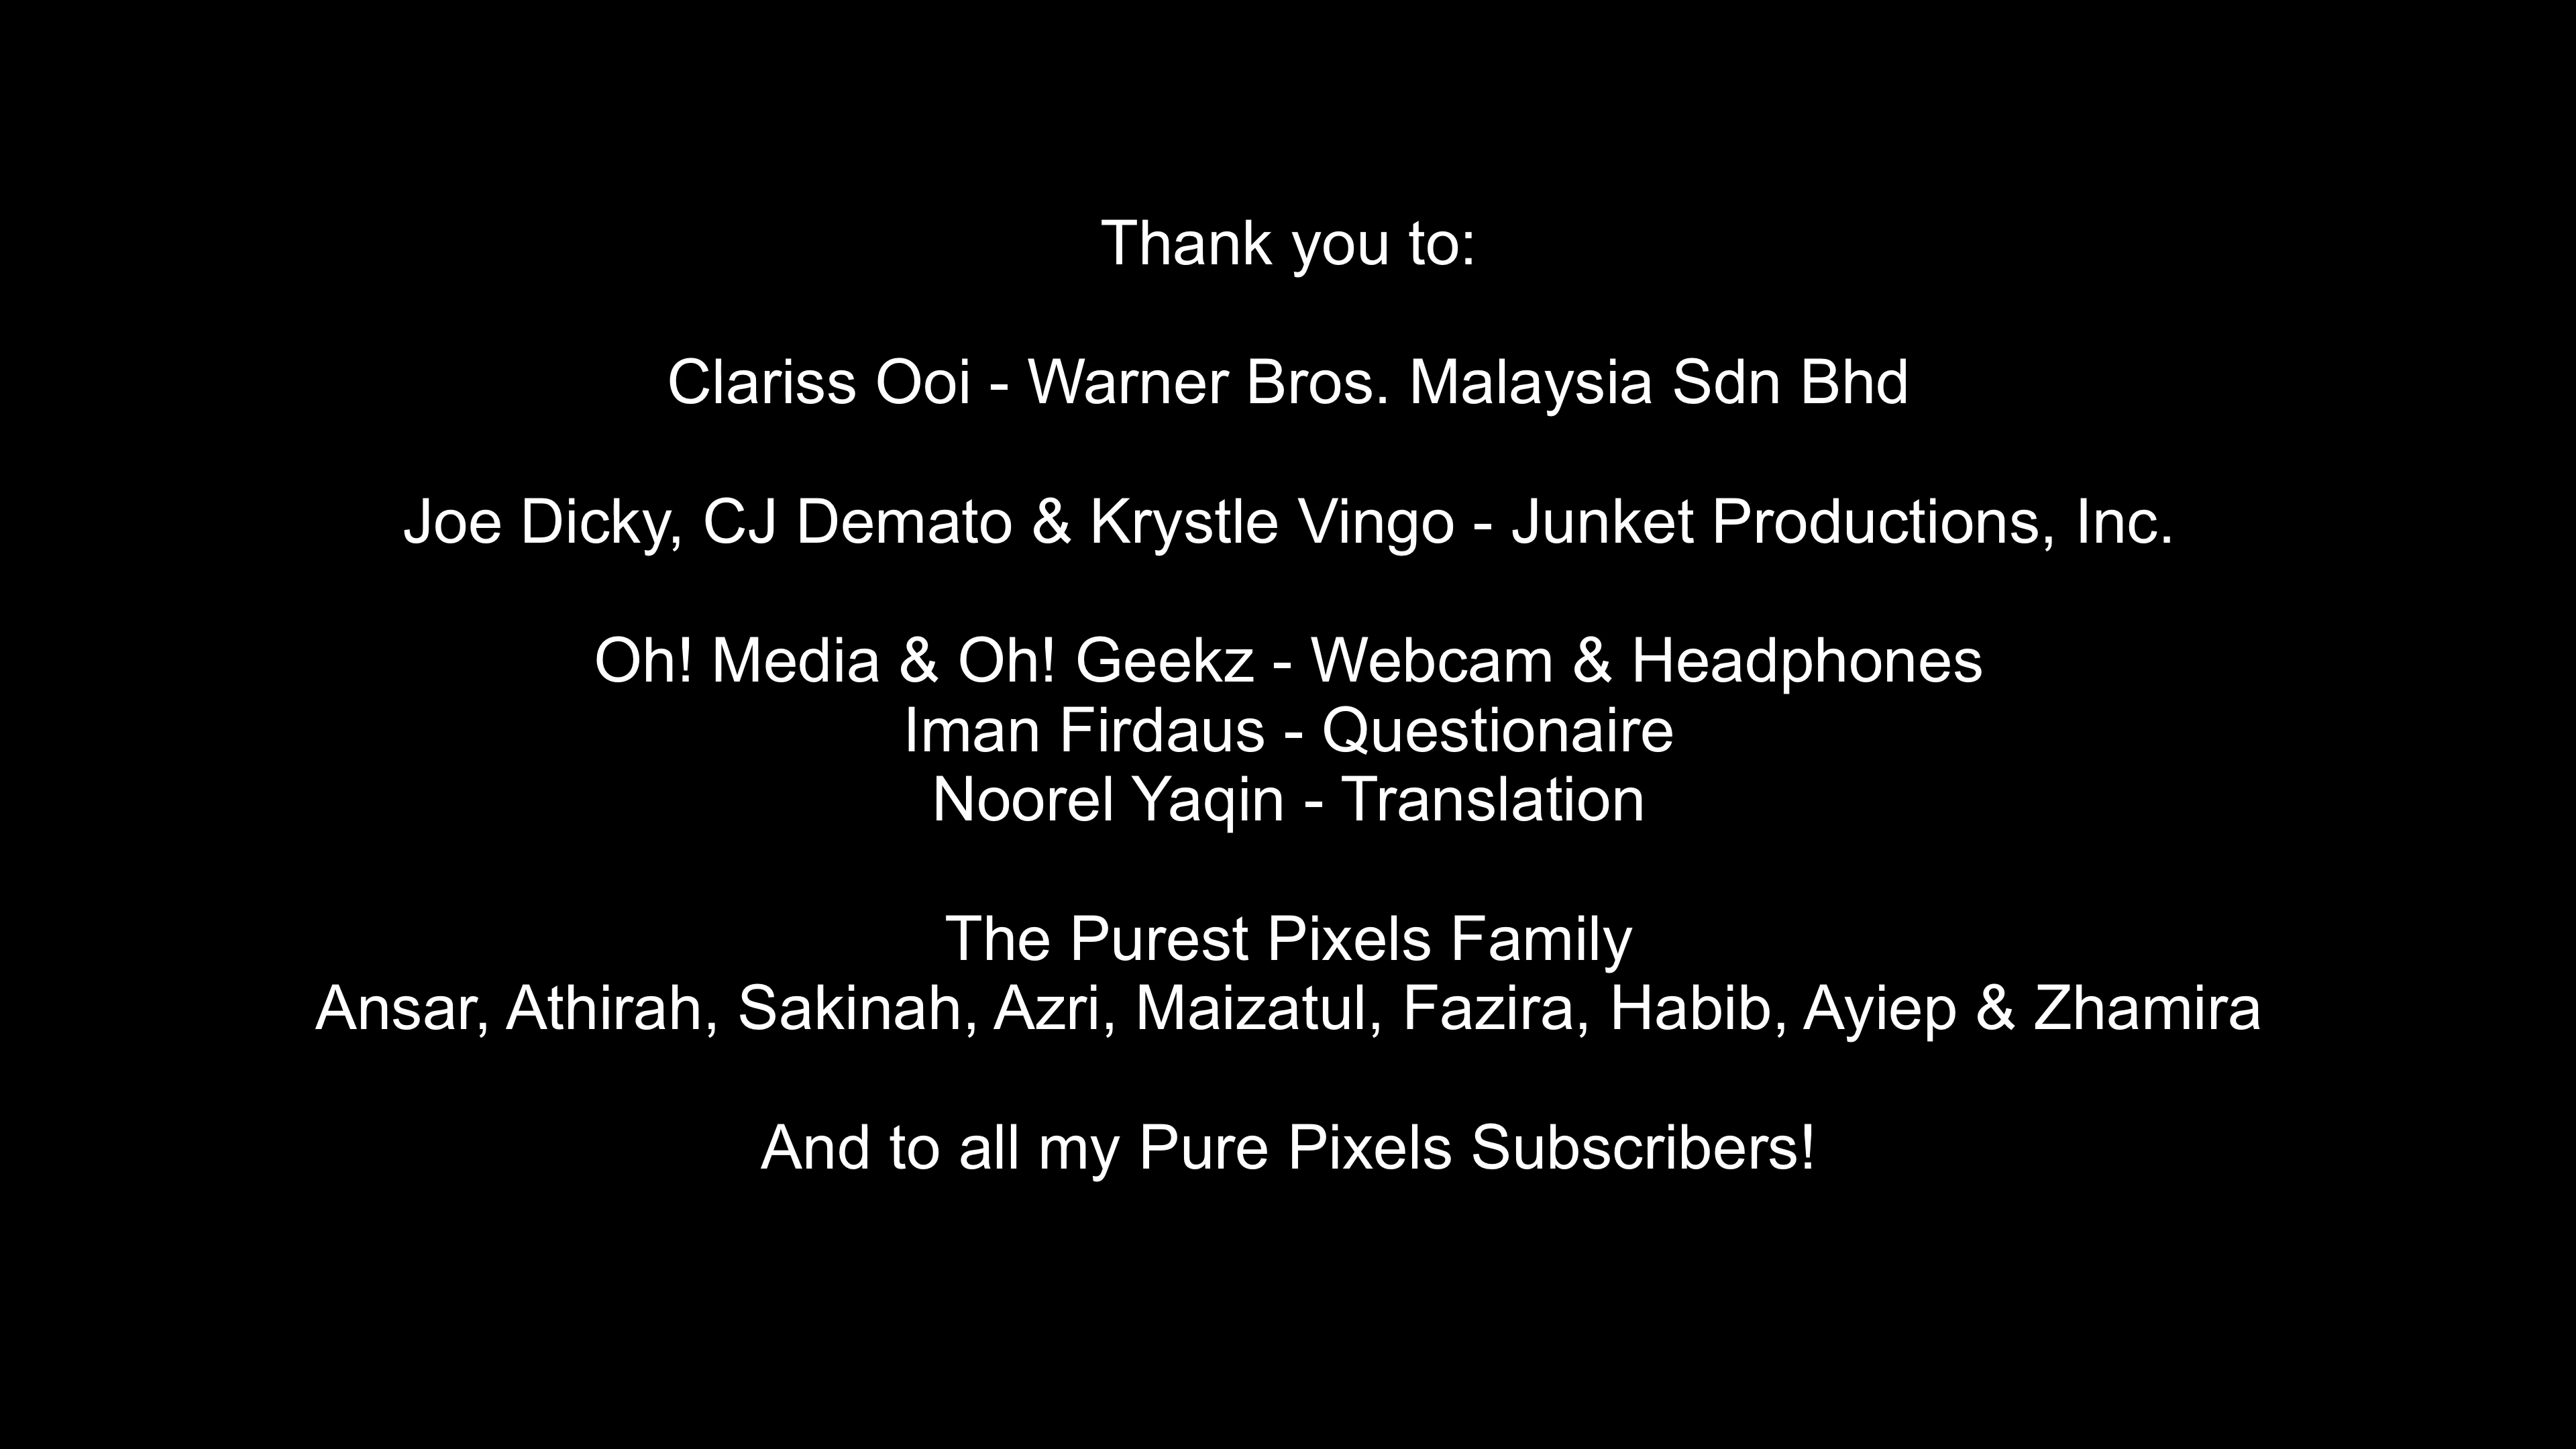 Thank you to:
Clariss Ooi - Warner Bros. Malaysia Sdn Bhd
Joe Dicky, CJ Demato & Krystle Vingo - Junket Productions, Inc.
Oh! Media & Oh! Geekz - Webcam & Headphones
Iman Firdaus - Questionaire
Noorel Yaqin - Translation
The Purest Pixels Family
Ansar, Athirah, Sakinah, Azri, Maizatul, Fazira, Habib, Ayiep & Zhamira
And to all my Pure Pixels Subscribers!